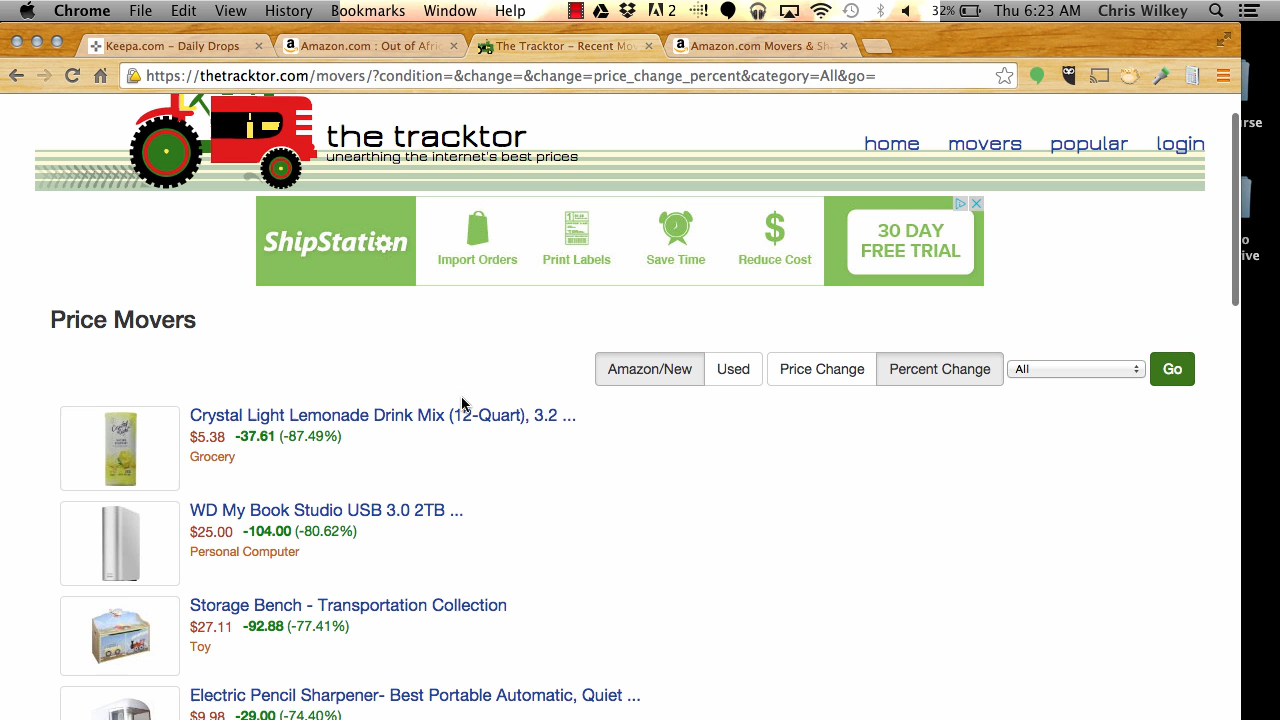 Chrome File Edit View History Bookmarks Window Help 2 32% Thu 6:23 AM Chris Wilkey
Keepa.com – Daily Drops Amazon.com : Out of Afri The Tracktor – Recent Mo Amazon.com Movers & Sh
https://thetracktor.com/movers/?condition=&change=&change=price_change_percent&category=All&go=
the tracktor
unearthing the internet's best prices
home movers popular login
ShipStation
Import Orders Print Labels Save Time Reduce Cost
30 DAY
FREE TRIAL
Price Movers
Amazon/New Used Price Change Percent Change All Go
Crystal Light Lemonade Drink Mix (12-Quart), 3.2 ...
$5.38 -37.61 (-87.49%)
Grocery
WD My Book Studio USB 3.0 2TB ...
$25.00 -104.00 (-80.62%)
Personal Computer
Storage Bench - Transportation Collection
$27.11 -92.88 (-77.41%)
Toy
Electric Pencil Sharpener- Best Portable Automatic, Quiet ...
$9.98 -29.00 (-74.40%)
rse
o
ive